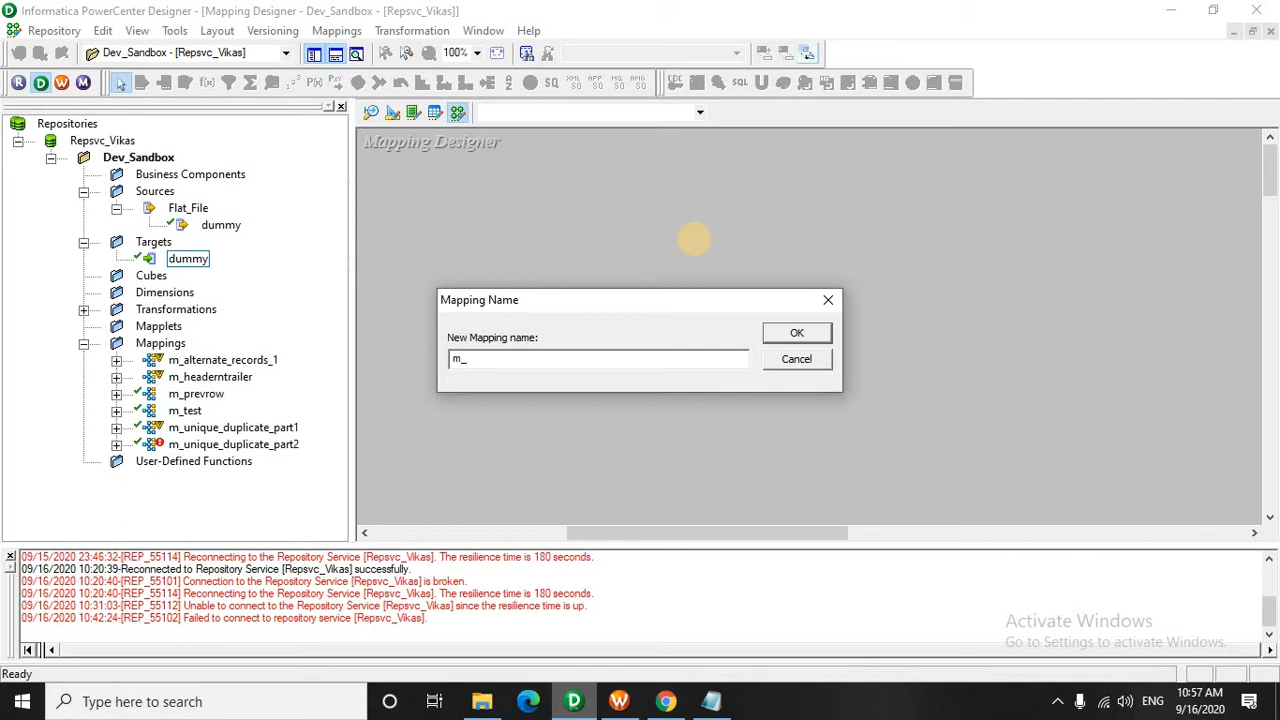 Informatica PowerCenter Designer - [Mapping Designer - Dev_Sandbox - [Repsvc_Vikas]]
Repository Edit View Tools Layout Versioning Mappings Transformation Window Help
Dev_Sandbox - [Repsvc_Vikas] 100%
Repositories
Repsvc_Vikas
Dev_Sandbox
Business Components
Sources
Flat_File
dummy
Targets
dummy
Cubes
Dimensions
Transformations
Mapplets
Mappings
m_alternate_records_1
m_headerntrailer
m_prevrow
m_test
m_unique_duplicate_part1
m_unique_duplicate_part2
User-Defined Functions
Mapping Designer
Mapping Name
New Mapping name:
m_
OK
Cancel
09/15/2020 23:46:32-[REP_55114] Reconnecting to the Repository Service [Repsvc_Vikas]. The resilience time is 180 seconds.
09/16/2020 10:20:39-Reconnected to Repository Service [Repsvc_Vikas] successfully.
09/16/2020 10:20:40-[REP_55101] Connection to the Repository Service [Repsvc_Vikas] is broken.
09/16/2020 10:20:40-[REP_55114] Reconnecting to the Repository Service [Repsvc_Vikas]. The resilience time is 180 seconds.
09/16/2020 10:31:03-[REP_55112] Unable to connect to the Repository Service [Repsvc_Vikas] since the resilience time is up.
09/16/2020 10:42:24-[REP_55102] Failed to connect to repository service [Repsvc_Vikas].
Activate Windows
Go to Settings to activate Windows.
Ready
Type here to search
ENG
10:57 AM
9/16/2020